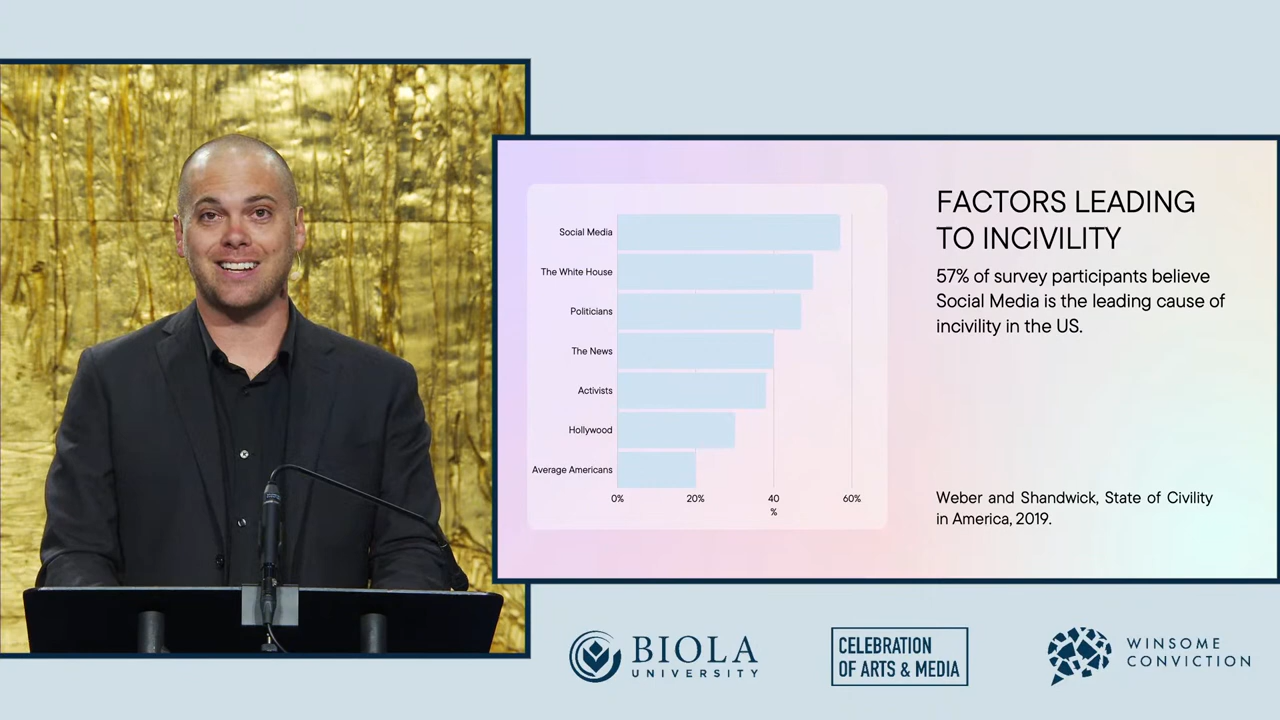 FACTORS LEADING
TO INCIVILITY
57% of survey participants believe
Social Media is the leading cause of
incivility in the US.
Social Media
The White House
Politicians
The News
Activists
Hollywood
Average Americans
0%
20%
40
%
60%
Weber and Shandwick, State of Civility
in America, 2019.
BIOLA
UNIVERSITY
CELEBRATION
OF ARTS & MEDIA
WINSOME
CONVICTION